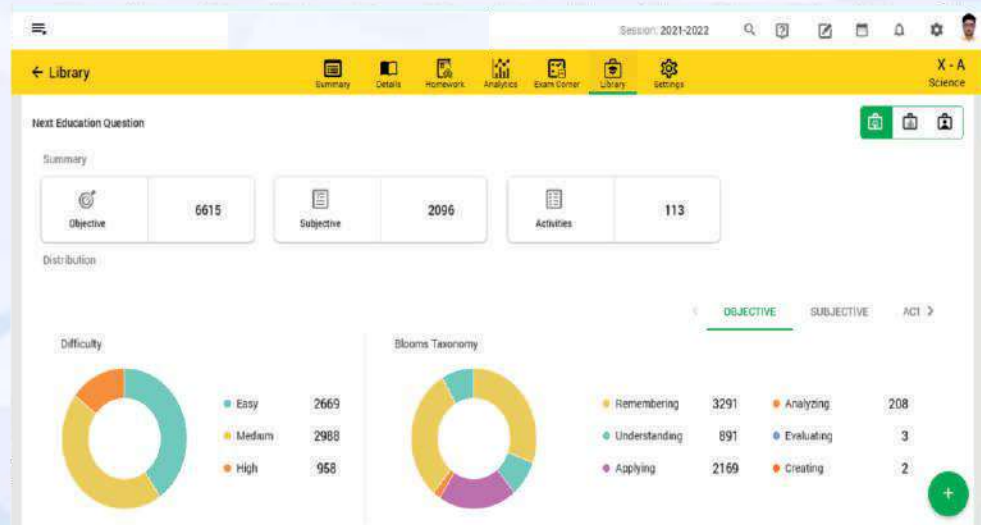 Session: 2021-2022
← Library
Summary
Details
Homework
Analytics
Exam Corner
Library
Settings
X - A
Science
Next Education Question
Summary
Objective
6615
Subjective
2096
Activities
113
Distribution
< OBJECTIVE SUBJECTIVE ACT >
Difficulty
Easy 2669
Medium 2988
High 958
Blooms Taxonomy
Remembering 3291
Understanding 891
Applying 2169
Analyzing 208
Evaluating 3
Creating 2
+